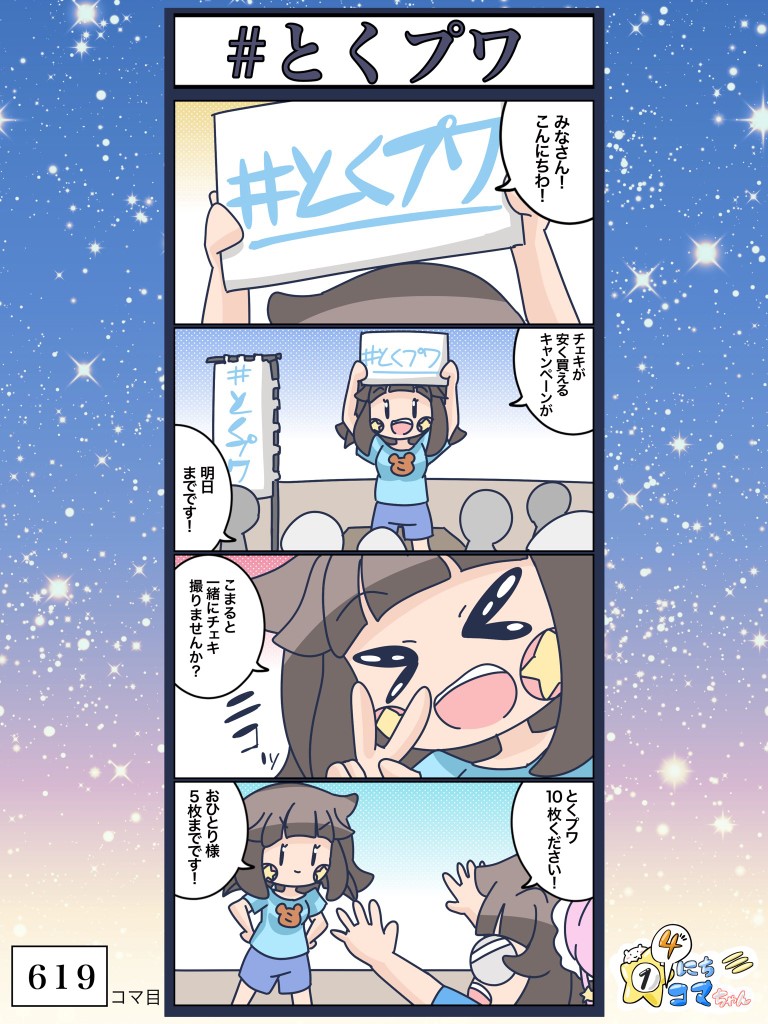 #とくプワ
みなさん！
こんにちわ！
#とくプワ
チェキが
安く買える
キャンペーンが
#とくプワ
#とくプワ
明日
までです！
こまると
一緒にチェキ
撮りませんか？
ニコッ
とくプワ
10枚ください！
おひとり様
5枚までです！
619
コマ目
1
にち
4
コマ
ちゃん